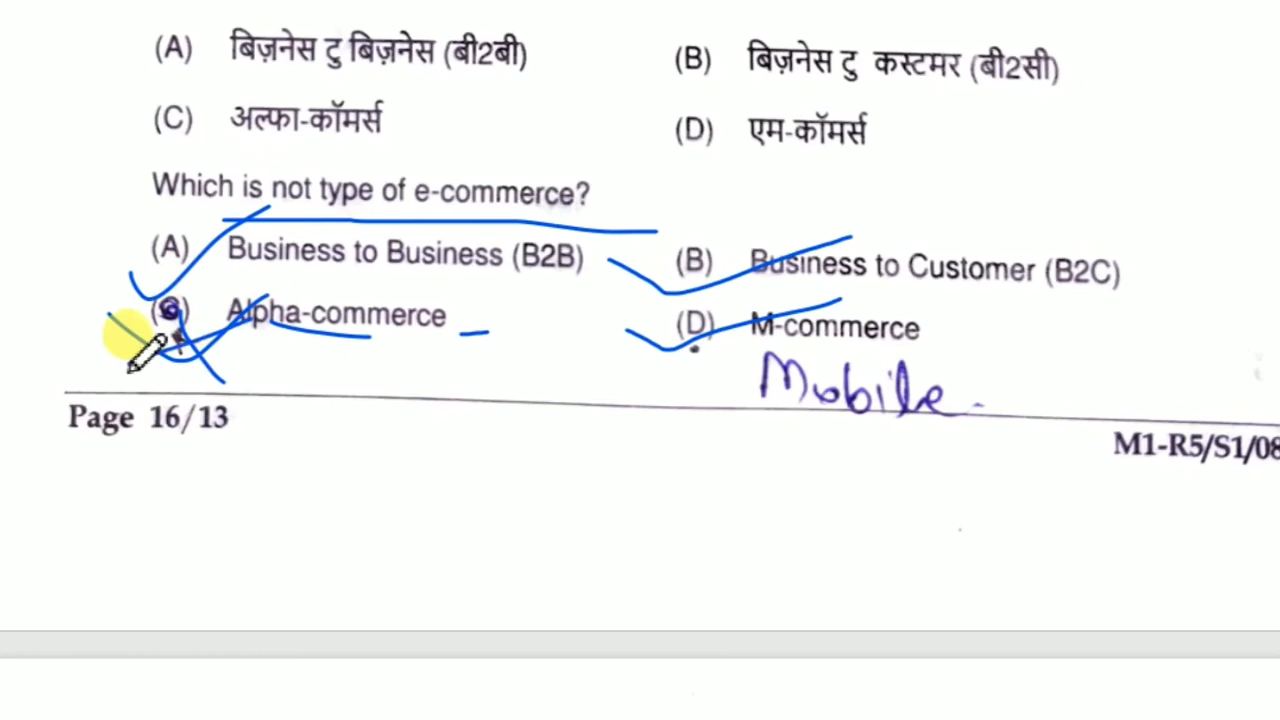 (A) बिज़नेस टु बिज़नेस (बी2बी) (B) बिज़नेस टु कस्टमर (बी2सी)
(C) अल्फा-कॉमर्स (D) एम-कॉमर्स
Which is not type of e-commerce?
(A) Business to Business (B2B) (B) Business to Customer (B2C)
(C) Alpha-commerce (D) M-commerce
Mobile
Page 16/13
M1-R5/S1/08